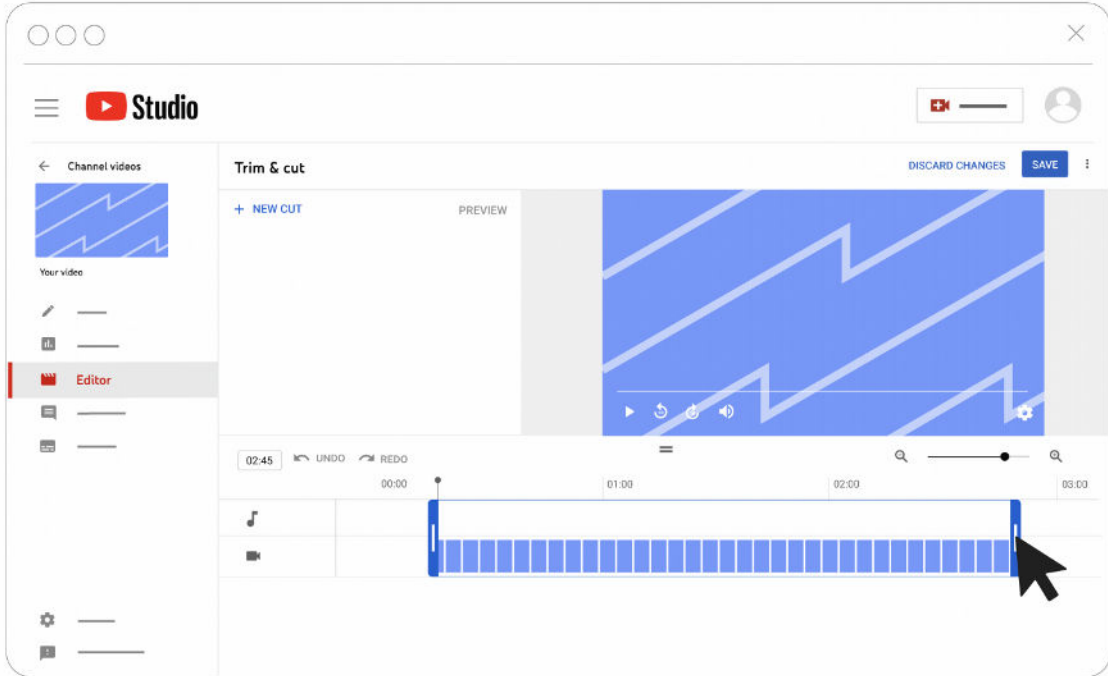 Studio
Channel videos
Your video
Editor
Trim & cut
DISCARD CHANGES
SAVE
+ NEW CUT
PREVIEW
02:45
UNDO
REDO
00:00
01:00
02:00
03:00